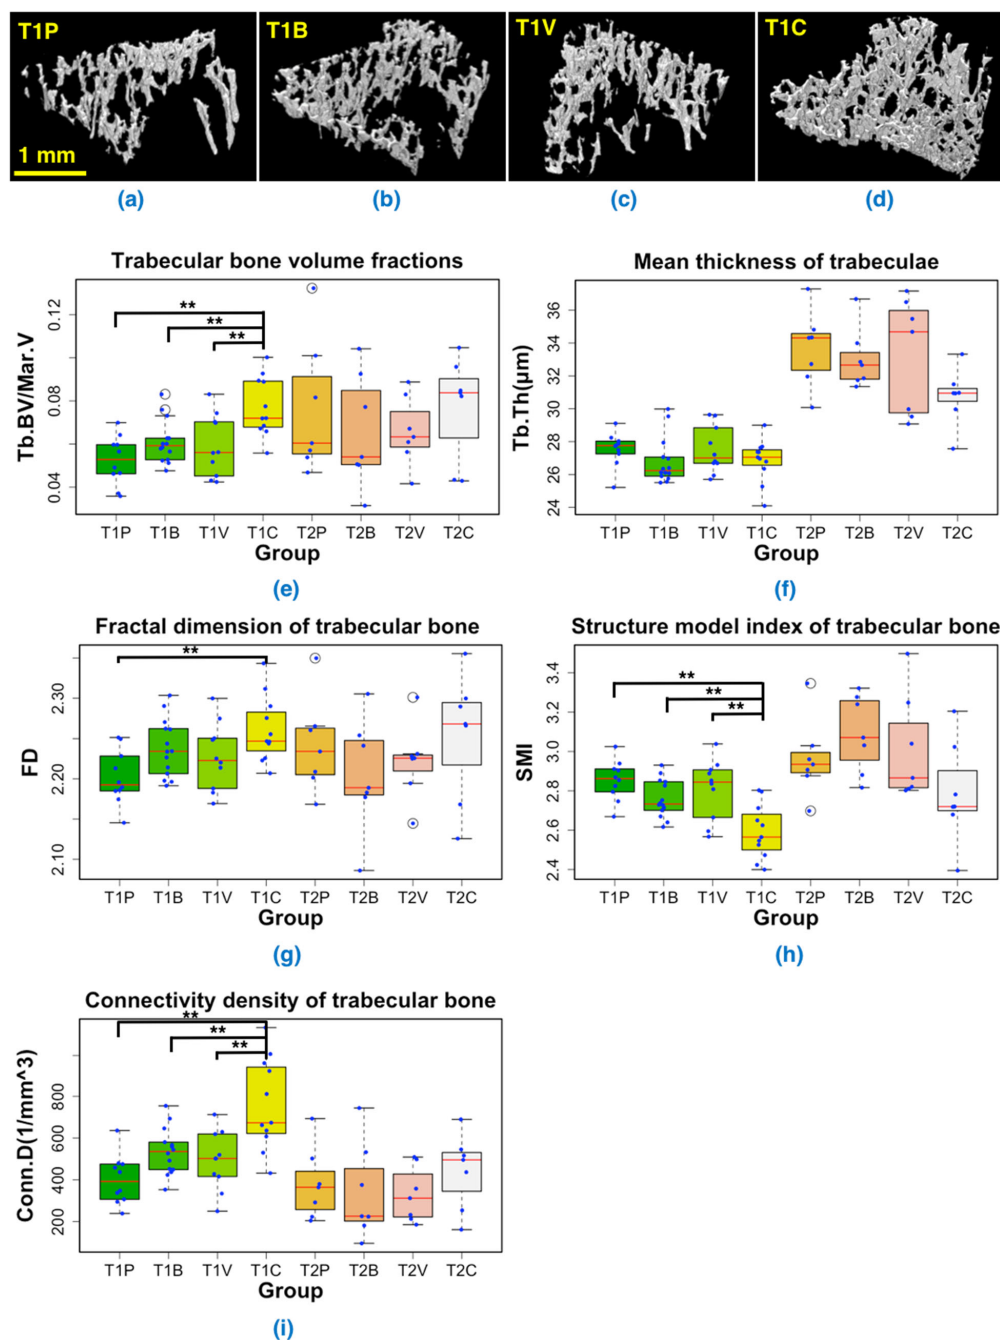 T1P T1B T1V T1C
1 mm
(a) (b) (c) (d)
Trabecular bone volume fractions
Tb.BV/Mar.V
0.12
0.08
0.04
**
**
**
T1P T1B T1V T1C T2P T2B T2V T2C
Group
(e)
Mean thickness of trabeculae
Tb.Th(μm)
36
34
32
30
28
26
24
T1P T1B T1V T1C T2P T2B T2V T2C
Group
(f)
Fractal dimension of trabecular bone
FD
2.30
2.20
2.10
**
T1P T1B T1V T1C T2P T2B T2V T2C
Group
(g)
Structure model index of trabecular bone
SMI
3.4
3.2
3.0
2.8
2.6
2.4
**
**
**
T1P T1B T1V T1C T2P T2B T2V T2C
Group
(h)
Connectivity density of trabecular bone
Conn.D(1/mm^3)
800
600
400
200
**
**
**
T1P T1B T1V T1C T2P T2B T2V T2C
Group
(i)